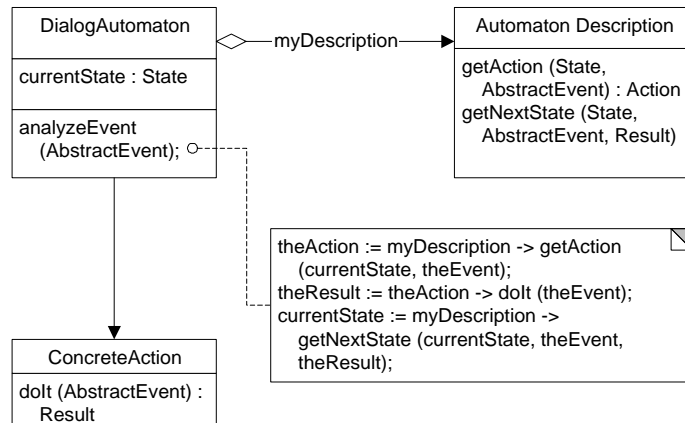 DialogAutomaton
currentState : State
analyzeEvent
(AbstractEvent);
myDescription
Automaton Description
getAction (State,
AbstractEvent) : Action
getNextState (State,
AbstractEvent, Result)
theAction := myDescription -> getAction
(currentState, theEvent);
theResult := theAction -> doIt (theEvent);
currentState := myDescription ->
getNextState (currentState, theEvent,
theResult);
ConcreteAction
doIt (AbstractEvent) :
Result